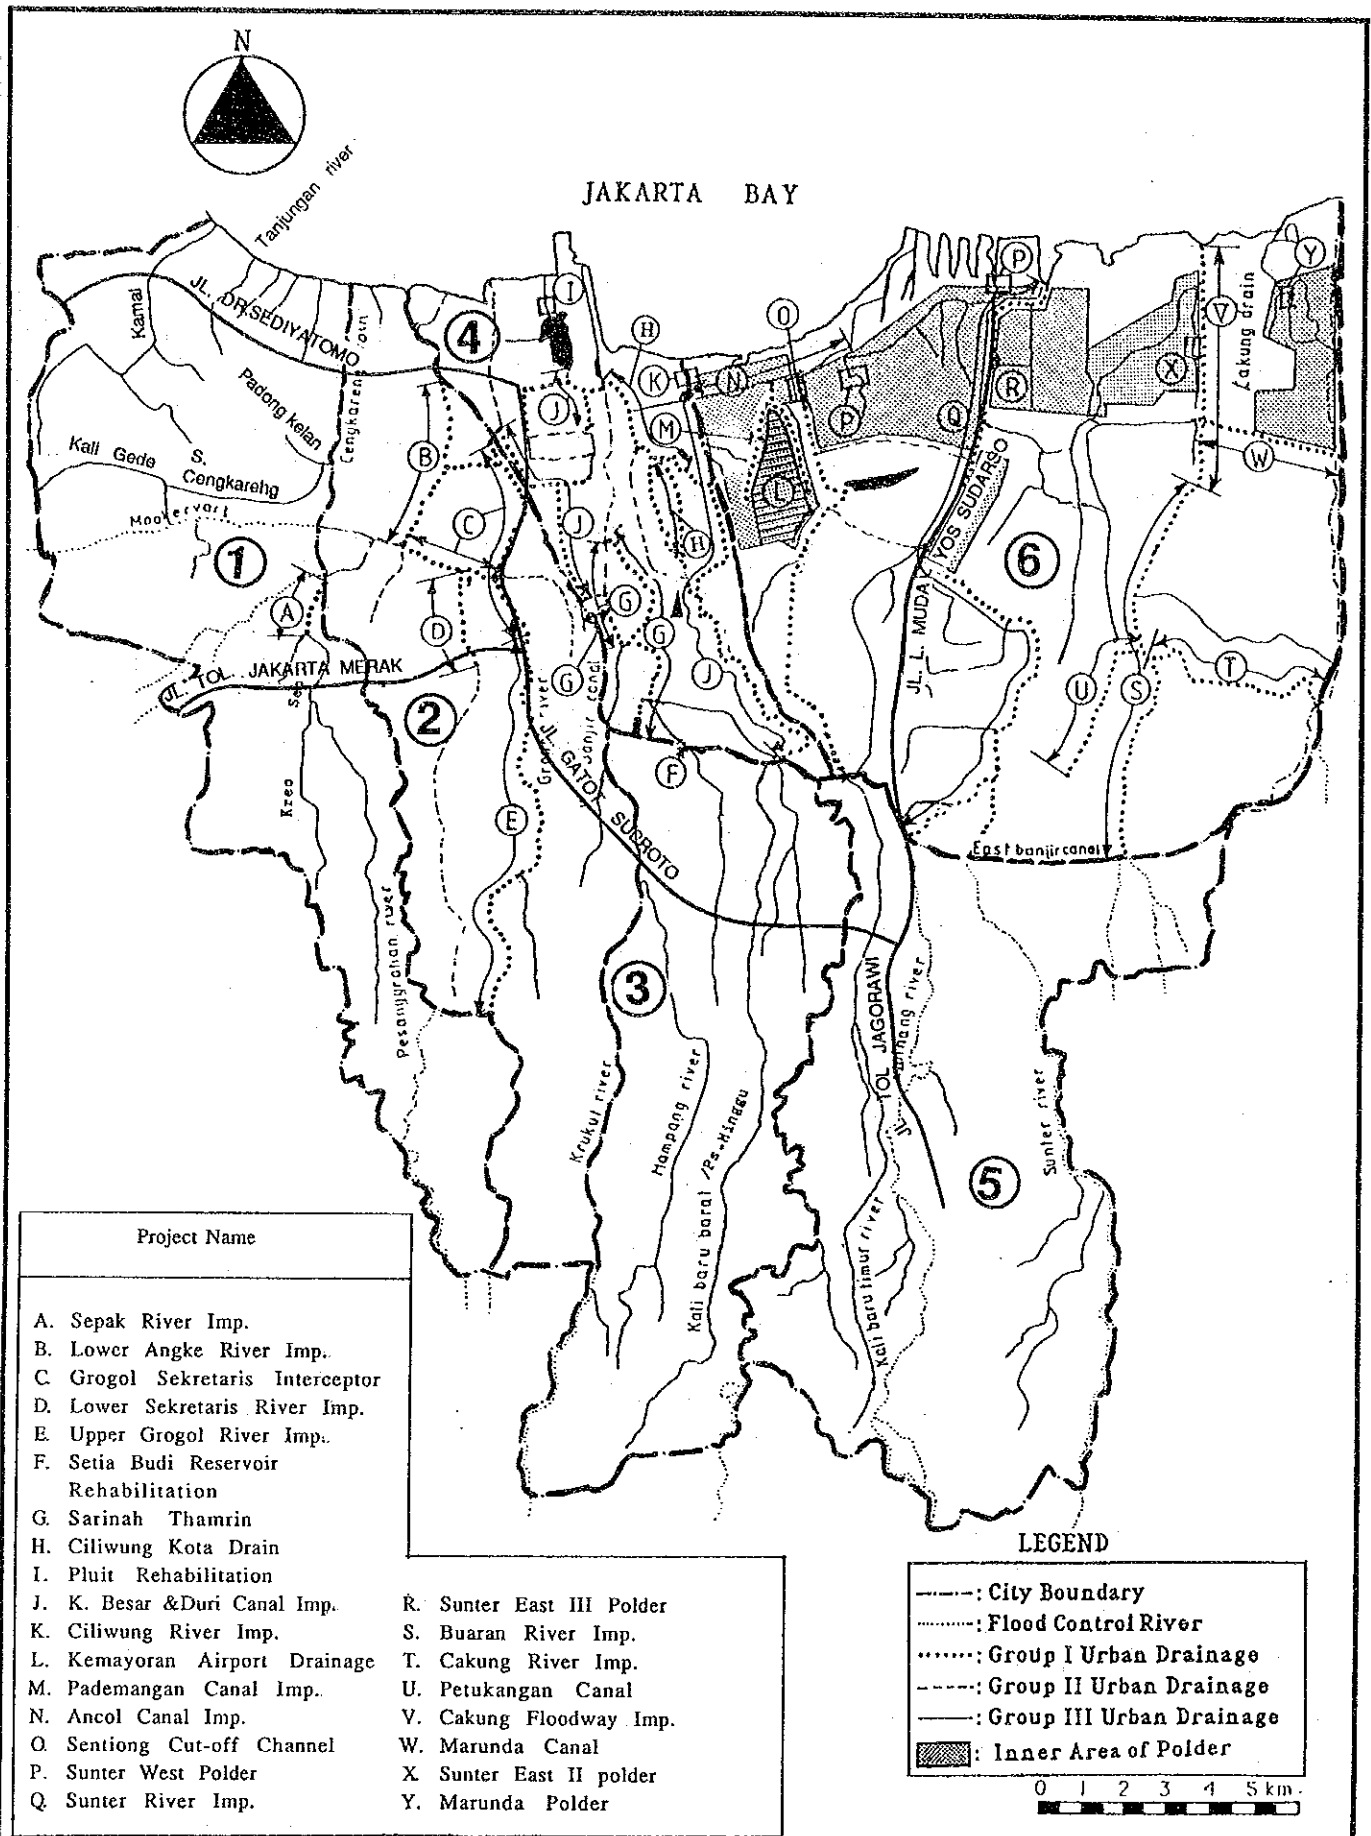 N
JAKARTA BAY
Tanjungan river
Kamal
JL. DR.SEDIYATOMO
Cengkareng
Padong kelan
Kali Gede
S.
Cengkarehg
Mookervart
JL. TOL. JAKARTA MERAK
Kreo
Pesanggrahan river
JL. GATOT SUBROTO
Krukul river
Mampang river
Kali baru barat /Ps.Minggu
JL. TOL JAGORAWI
Kali baru timur river
Sunter river
East banjir canal
JL. L. MUDA YOS SUDARSO
Cakung drain
1
2
3
4
5
6
A
B
C
D
E
F
G
G
G
H
H
I
J
J
J
K
L
M
N
O
P
P
Q
R
S
T
U
V
W
X
Y
Project Name
A. Sepak River Imp.
B. Lower Angke River Imp.
C. Grogol Sekretaris Interceptor
D. Lower Sekretaris River Imp.
E. Upper Grogol River Imp.
F. Setia Budi Reservoir
Rehabilitation
G. Sarinah Thamrin
H. Ciliwung Kota Drain
I. Pluit Rehabilitation
J. K. Besar &Duri Canal Imp.
K. Ciliwung River Imp.
L. Kemayoran Airport Drainage
M. Pademangan Canal Imp.
N. Ancol Canal Imp.
O. Sentiong Cut-off Channel
P. Sunter West Polder
Q. Sunter River Imp.
R. Sunter East III Polder
S. Buaran River Imp.
T. Cakung River Imp.
U. Petukangan Canal
V. Cakung Floodway Imp.
W. Marunda Canal
X. Sunter East II polder
Y. Marunda Polder
LEGEND
: City Boundary
: Flood Control River
: Group I Urban Drainage
: Group II Urban Drainage
: Group III Urban Drainage
: Inner Area of Polder
0 1 2 3 4 5 km.